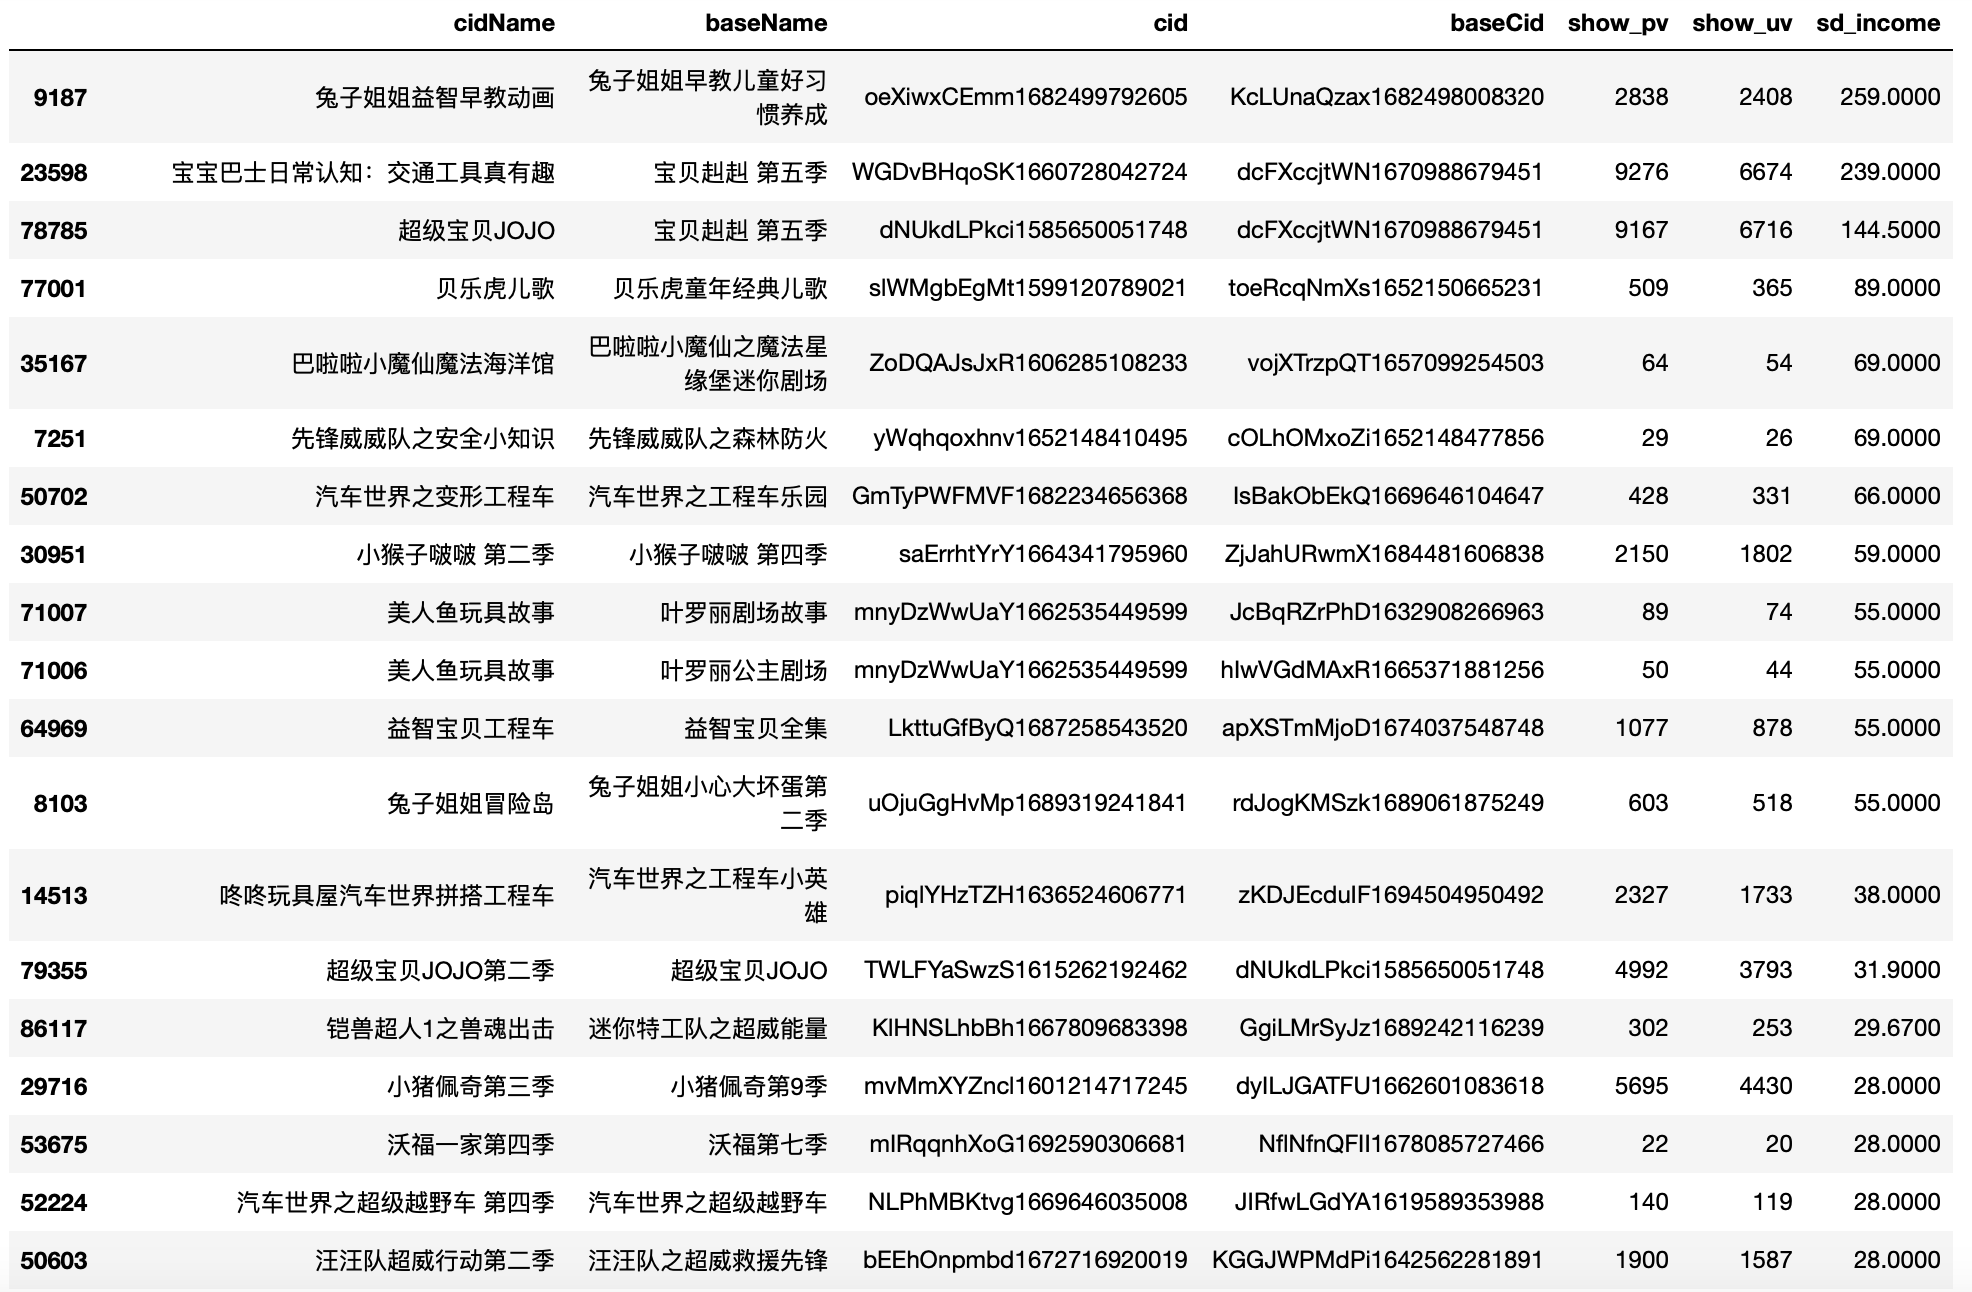 cidName baseName cid baseCid show_pv show_uv sd_income
9187 兔子姐姐益智早教动画 兔子姐姐早教儿童好习惯养成 oeXiwxCEmm1682499792605 KcLUnaQzax1682498008320 2838 2408 259.0000
23598 宝宝巴士日常认知：交通工具真有趣 宝贝赳赳 第五季 WGDvBHqoSK1660728042724 dcFXccjtWN1670988679451 9276 6674 239.0000
78785 超级宝贝JOJO 宝贝赳赳 第五季 dNUkdLPkci1585650051748 dcFXccjtWN1670988679451 9167 6716 144.5000
77001 贝乐虎儿歌 贝乐虎童年经典儿歌 slWMgbEgMt1599120789021 toeRcqNmXs1652150665231 509 365 89.0000
35167 巴啦啦小魔仙魔法海洋馆 巴啦啦小魔仙之魔法星缘堡迷你剧场 ZoDQAJsJxR1606285108233 vojXTrzpQT1657099254503 64 54 69.0000
7251 先锋威威队之安全小知识 先锋威威队之森林防火 yWqhqoxhnv1652148410495 cOLhOMxoZi1652148477856 29 26 69.0000
50702 汽车世界之变形工程车 汽车世界之工程车乐园 GmTyPWFMVF1682234656368 IsBakObEkQ1669646104647 428 331 66.0000
30951 小猴子啵啵 第二季 小猴子啵啵 第四季 saErrhtYrY1664341795960 ZjJahURwmX1684481606838 2150 1802 59.0000
71007 美人鱼玩具故事 叶罗丽剧场故事 mnyDzWwUaY1662535449599 JcBqRZrPhD1632908266963 89 74 55.0000
71006 美人鱼玩具故事 叶罗丽公主剧场 mnyDzWwUaY1662535449599 hIwVGdMAxR1665371881256 50 44 55.0000
64969 益智宝贝工程车 益智宝贝全集 LkttuGfByQ1687258543520 apXSTmMjoD1674037548748 1077 878 55.0000
8103 兔子姐姐冒险岛 兔子姐姐小心大坏蛋第二季 uOjuGgHvMp1689319241841 rdJogKMSzk1689061875249 603 518 55.0000
14513 咚咚玩具屋汽车世界拼搭工程车 汽车世界之工程车小英雄 piqlYHzTZH1636524606771 zKDJEcduIF1694504950492 2327 1733 38.0000
79355 超级宝贝JOJO第二季 超级宝贝JOJO TWLFYaSwzS1615262192462 dNUkdLPkci1585650051748 4992 3793 31.9000
86117 铠兽超人1之兽魂出击 迷你特工队之超威能量 KIHNSLhbBh1667809683398 GgiLMrSyJz1689242116239 302 253 29.6700
29716 小猪佩奇第三季 小猪佩奇第9季 mvMmXYZncI1601214717245 dyILJGATFU1662601083618 5695 4430 28.0000
53675 沃福一家第四季 沃福第七季 mIRqqnhXoG1692590306681 NflNfnQFII1678085727466 22 20 28.0000
52224 汽车世界之超级越野车 第四季 汽车世界之超级越野车 NLPhMBKtvg1669646035008 JIRfwLGdYA1619589353988 140 119 28.0000
50603 汪汪队超威行动第二季 汪汪队之超威救援先锋 bEEhOnpmbd1672716920019 KGGJWPMdPi1642562281891 1900 1587 28.0000